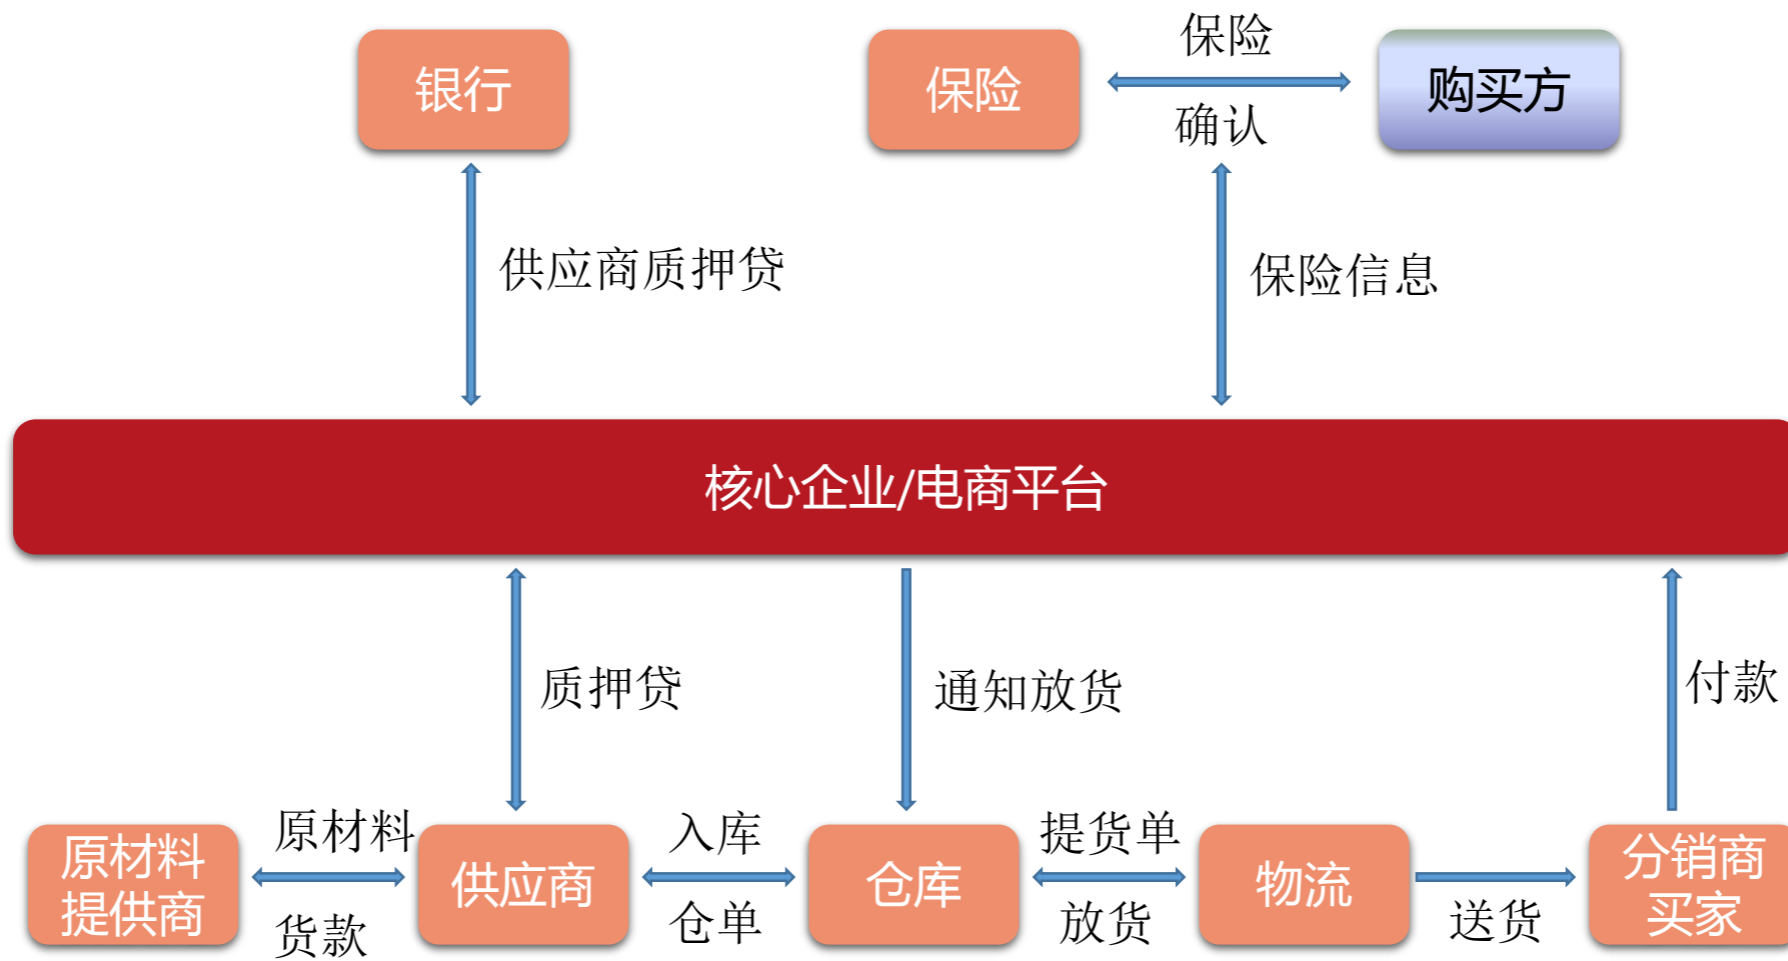 银行
保险
保险
确认
购买方
供应商质押贷
保险信息
核心企业/电商平台
质押贷
通知放货
付款
原材料
提供商
原材料
货款
供应商
入库
仓单
仓库
提货单
放货
物流
送货
分销商
买家